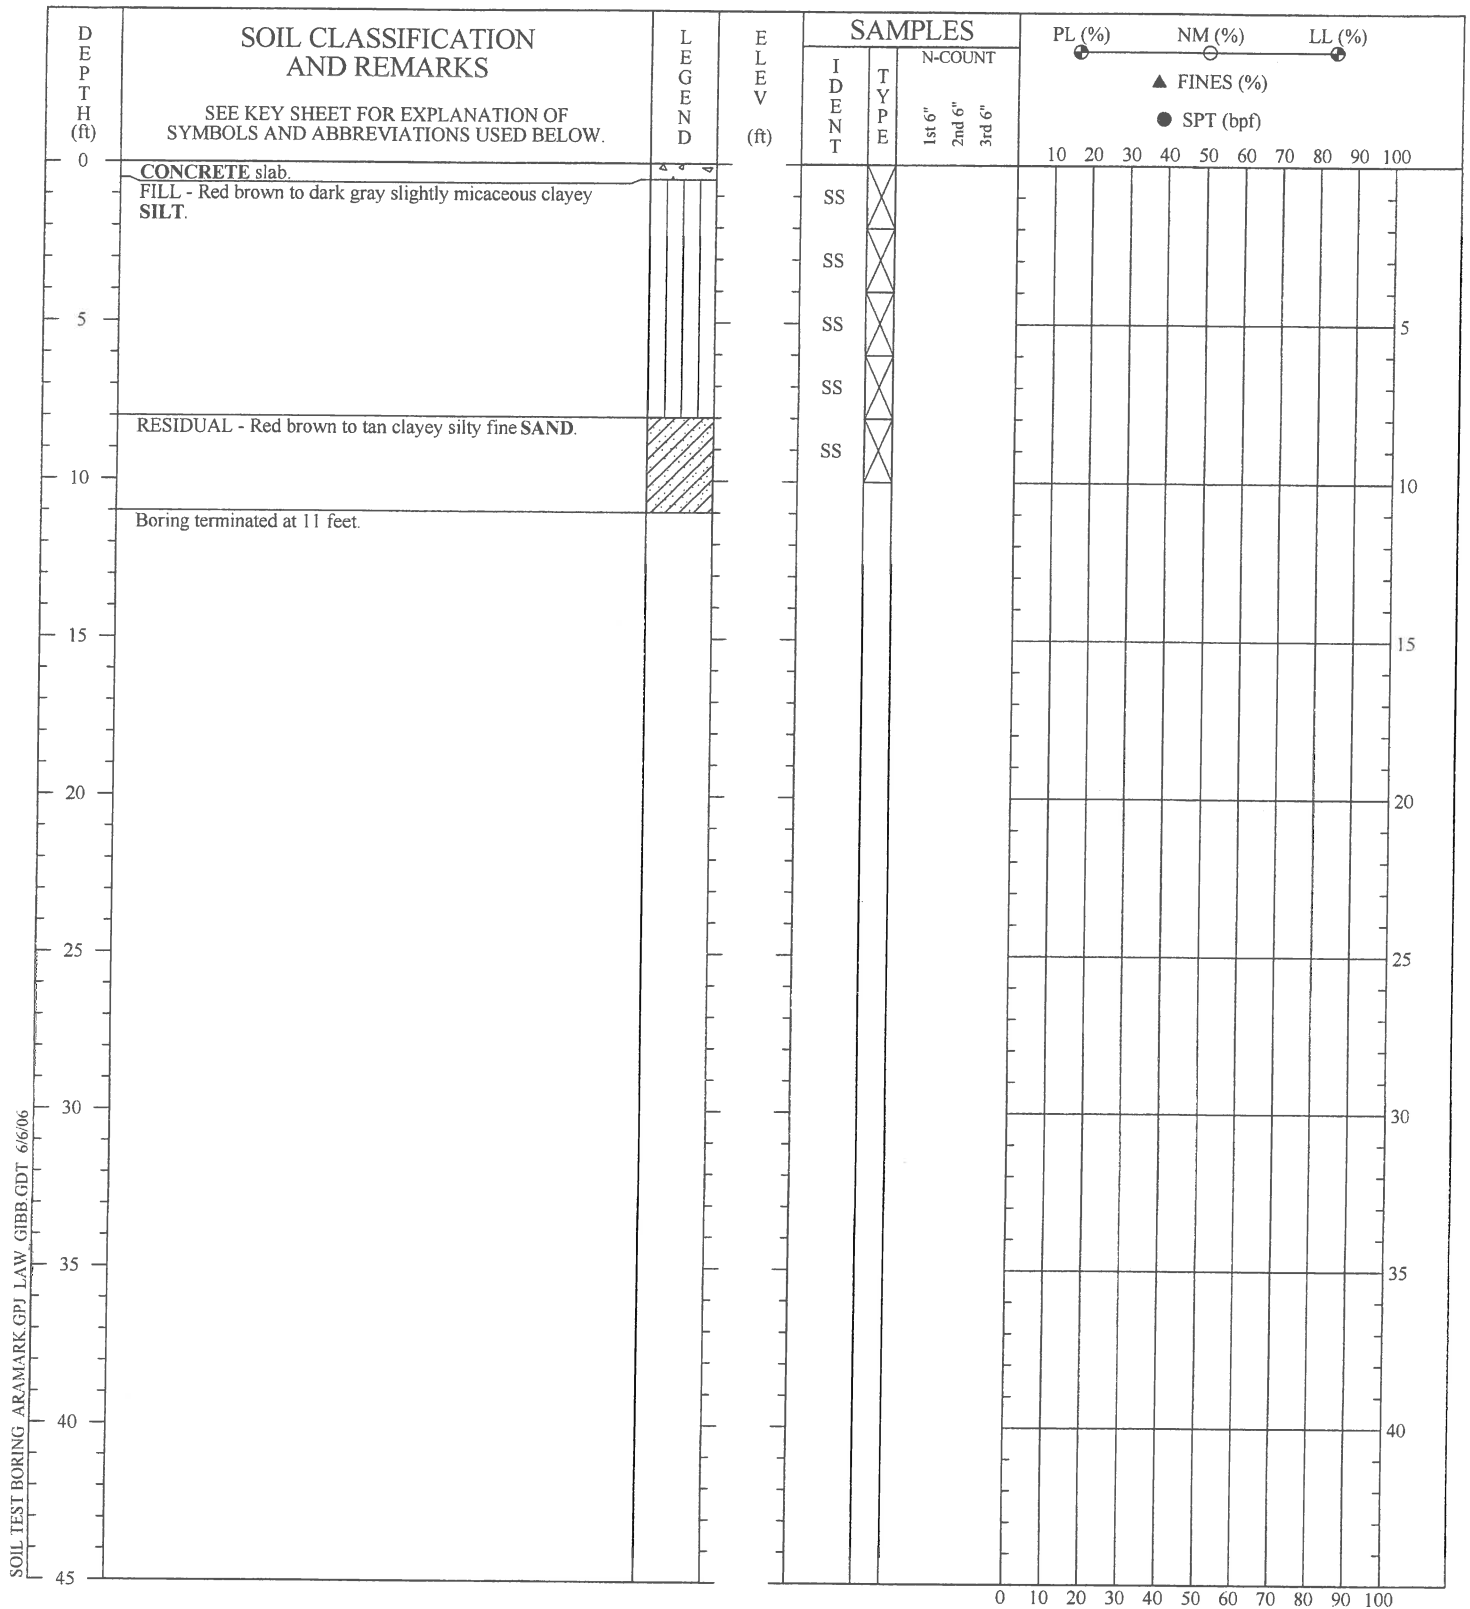 DEPTH
(ft)
SOIL CLASSIFICATION
AND REMARKS
SEE KEY SHEET FOR EXPLANATION OF
SYMBOLS AND ABBREVIATIONS USED BELOW.
LEGEND
ELEV
(ft)
SAMPLES
IDENT
TYPE
N-COUNT
1st 6"
2nd 6"
3rd 6"
PL (%)
NM (%)
LL (%)
▲ FINES (%)
● SPT (bpf)
10 20 30 40 50 60 70 80 90 100
0
CONCRETE slab.
FILL - Red brown to dark gray slightly micaceous clayey
SILT.
SS
SS
5
SS
5
SS
RESIDUAL - Red brown to tan clayey silty fine SAND.
SS
10
10
Boring terminated at 11 feet.
15
15
20
20
25
25
30
30
35
35
40
40
45
0 10 20 30 40 50 60 70 80 90 100
SOIL TEST BORING ARAMARK.GPJ LAW_GIBB.GDT 6/6/06